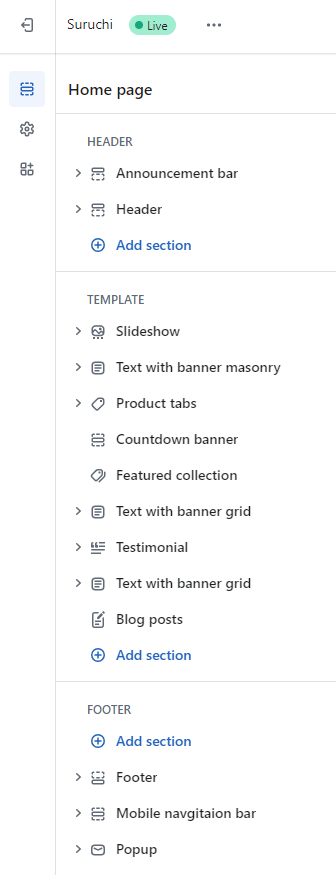 Suruchi Live
Home page
HEADER
Announcement bar
Header
Add section
TEMPLATE
Slideshow
Text with banner masonry
Product tabs
Countdown banner
Featured collection
Text with banner grid
Testimonial
Text with banner grid
Blog posts
Add section
FOOTER
Add section
Footer
Mobile navgitaion bar
Popup